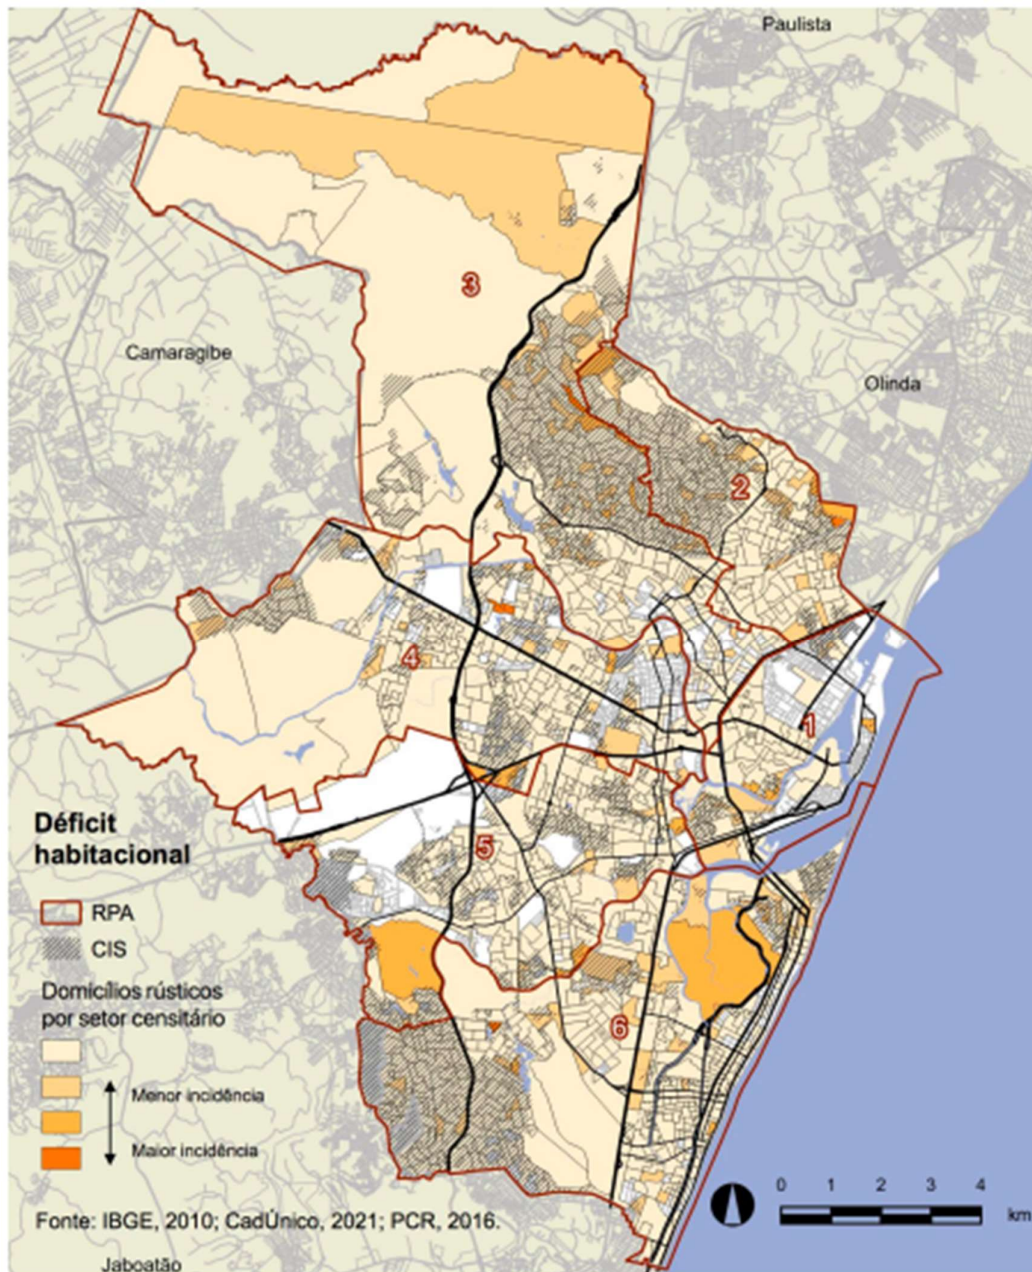 Paulista
3
Camaragibe
Olinda
2
4
1
Déficit
habitacional
5
RPA
CIS
Domicílios rústicos
por setor censitário
6
Menor incidência
Maior incidência
0 1 2 3 4
km
Fonte: IBGE, 2010; CadÚnico, 2021; PCR, 2016.
Jaboatão